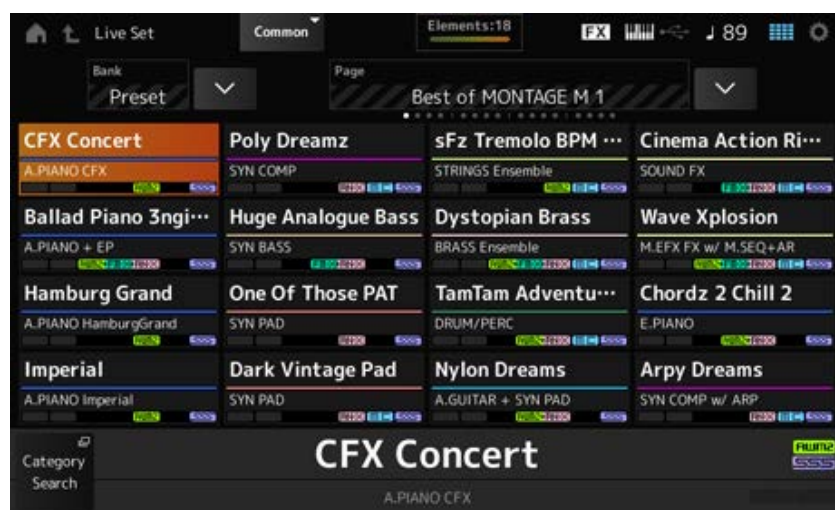 Live Set
Common
Elements:18
FX
♩ 89
Bank
Preset
Page
Best of MONTAGE M 1
CFX Concert
A.PIANO CFX
Poly Dreamz
SYN COMP
sFz Tremolo BPM ···
STRINGS Ensemble
Cinema Action Ri···
SOUND FX
Ballad Piano 3ngi···
A.PIANO + EP
Huge Analogue Bass
SYN BASS
Dystopian Brass
BRASS Ensemble
Wave Xplosion
M.EFX FX w/ M.SEQ+AR
Hamburg Grand
A.PIANO HamburgGrand
One Of Those PAT
SYN PAD
TamTam Adventu···
DRUM/PERC
Chordz 2 Chill 2
E.PIANO
Imperial
A.PIANO Imperial
Dark Vintage Pad
SYN PAD
Nylon Dreams
A.GUITAR + SYN PAD
Arpy Dreams
SYN COMP w/ ARP
Category
Search
CFX Concert
A.PIANO CFX
AWM2
SSS